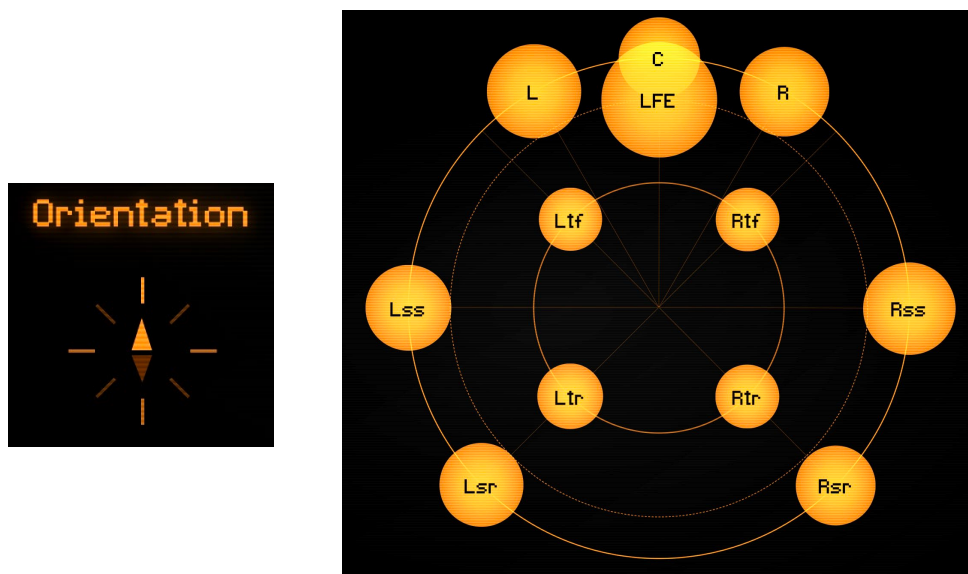 Orientation
C
L
LFE
R
Ltf
Rtf
Lss
Rss
Ltr
Rtr
Lsr
Rsr